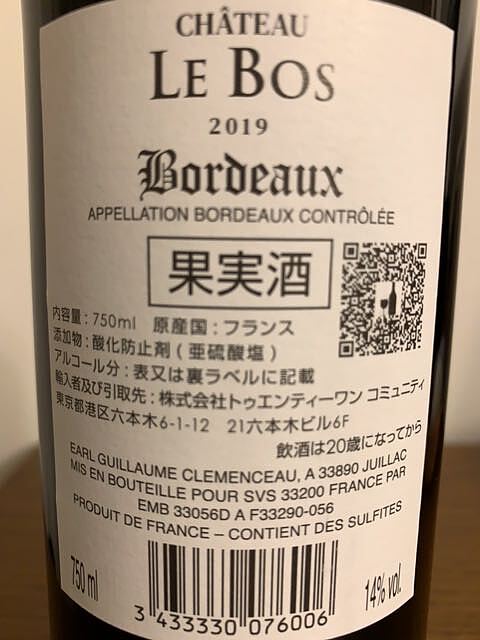 CHÂTEAU
LE BOS
2019
Bordeaux
APPELLATION BORDEAUX CONTRÔLÉE
果実酒
内容量：750ml　原産国：フランス
添加物：酸化防止剤（亜硫酸塩）
アルコール分：表又は裏ラベルに記載
輸入者及び引取先：株式会社トゥエンティーワン コミュニティ
東京都港区六本木6-1-12　21六本木ビル6F
飲酒は20歳になってから
EARL GUILLAUME CLEMENCEAU, A 33890 JUILLAC
MIS EN BOUTEILLE POUR SVS 33200 FRANCE PAR
EMB 33056D A F33290-056
PRODUIT DE FRANCE – CONTIENT DES SULFITES
750 ml
14% vol.
3 433330 076006